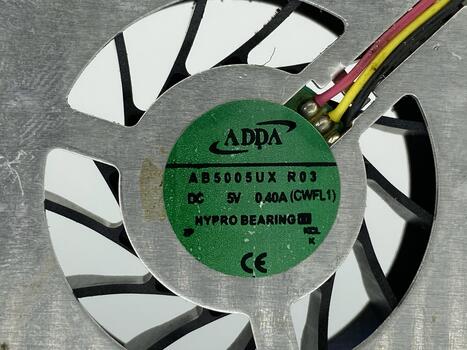 ADDA
AB5005UX R03
DC 5V 0.40A (CWFL1)
HYPRO BEARING
K
CE